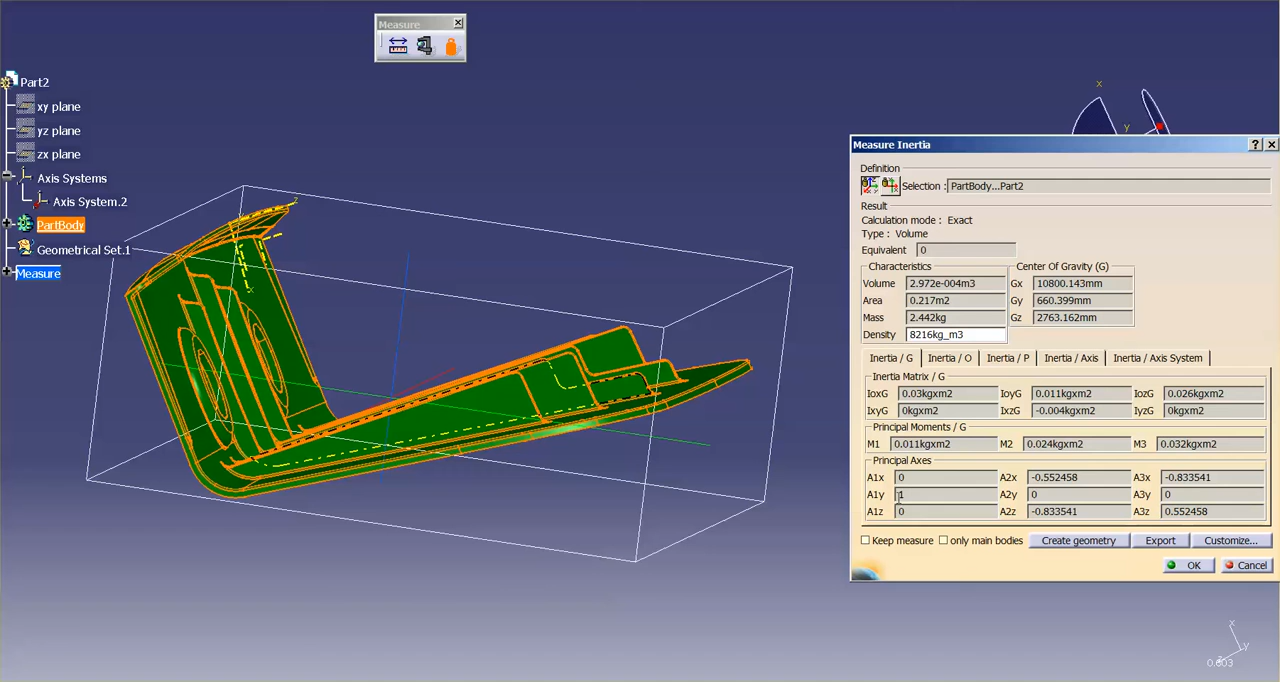 Measure
Part2
xy plane
yz plane
zx plane
Axis Systems
Axis System.2
PartBody
Geometrical Set.1
Measure
z
x
x
y
Measure Inertia
Definition
Selection : PartBody...Part2
Result
Calculation mode : Exact
Type : Volume
Equivalent 0
Characteristics Center Of Gravity (G)
Volume 2.972e-004m3 Gx 10800.143mm
Area 0.217m2 Gy 660.399mm
Mass 2.442kg Gz 2763.162mm
Density 8216kg_m3
Inertia / G Inertia / O Inertia / P Inertia / Axis Inertia / Axis System
Inertia Matrix / G
IoxG 0.03kgxm2 IoyG 0.011kgxm2 IozG 0.026kgxm2
IxyG 0kgxm2 IxzG -0.004kgxm2 IyzG 0kgxm2
Principal Moments / G
M1 0.011kgxm2 M2 0.024kgxm2 M3 0.032kgxm2
Principal Axes
A1x 0 A2x -0.552458 A3x -0.833541
A1y 1 A2y 0 A3y 0
A1z 0 A2z -0.833541 A3z 0.552458
Keep measure only main bodies Create geometry Export Customize...
OK Cancel
x
y